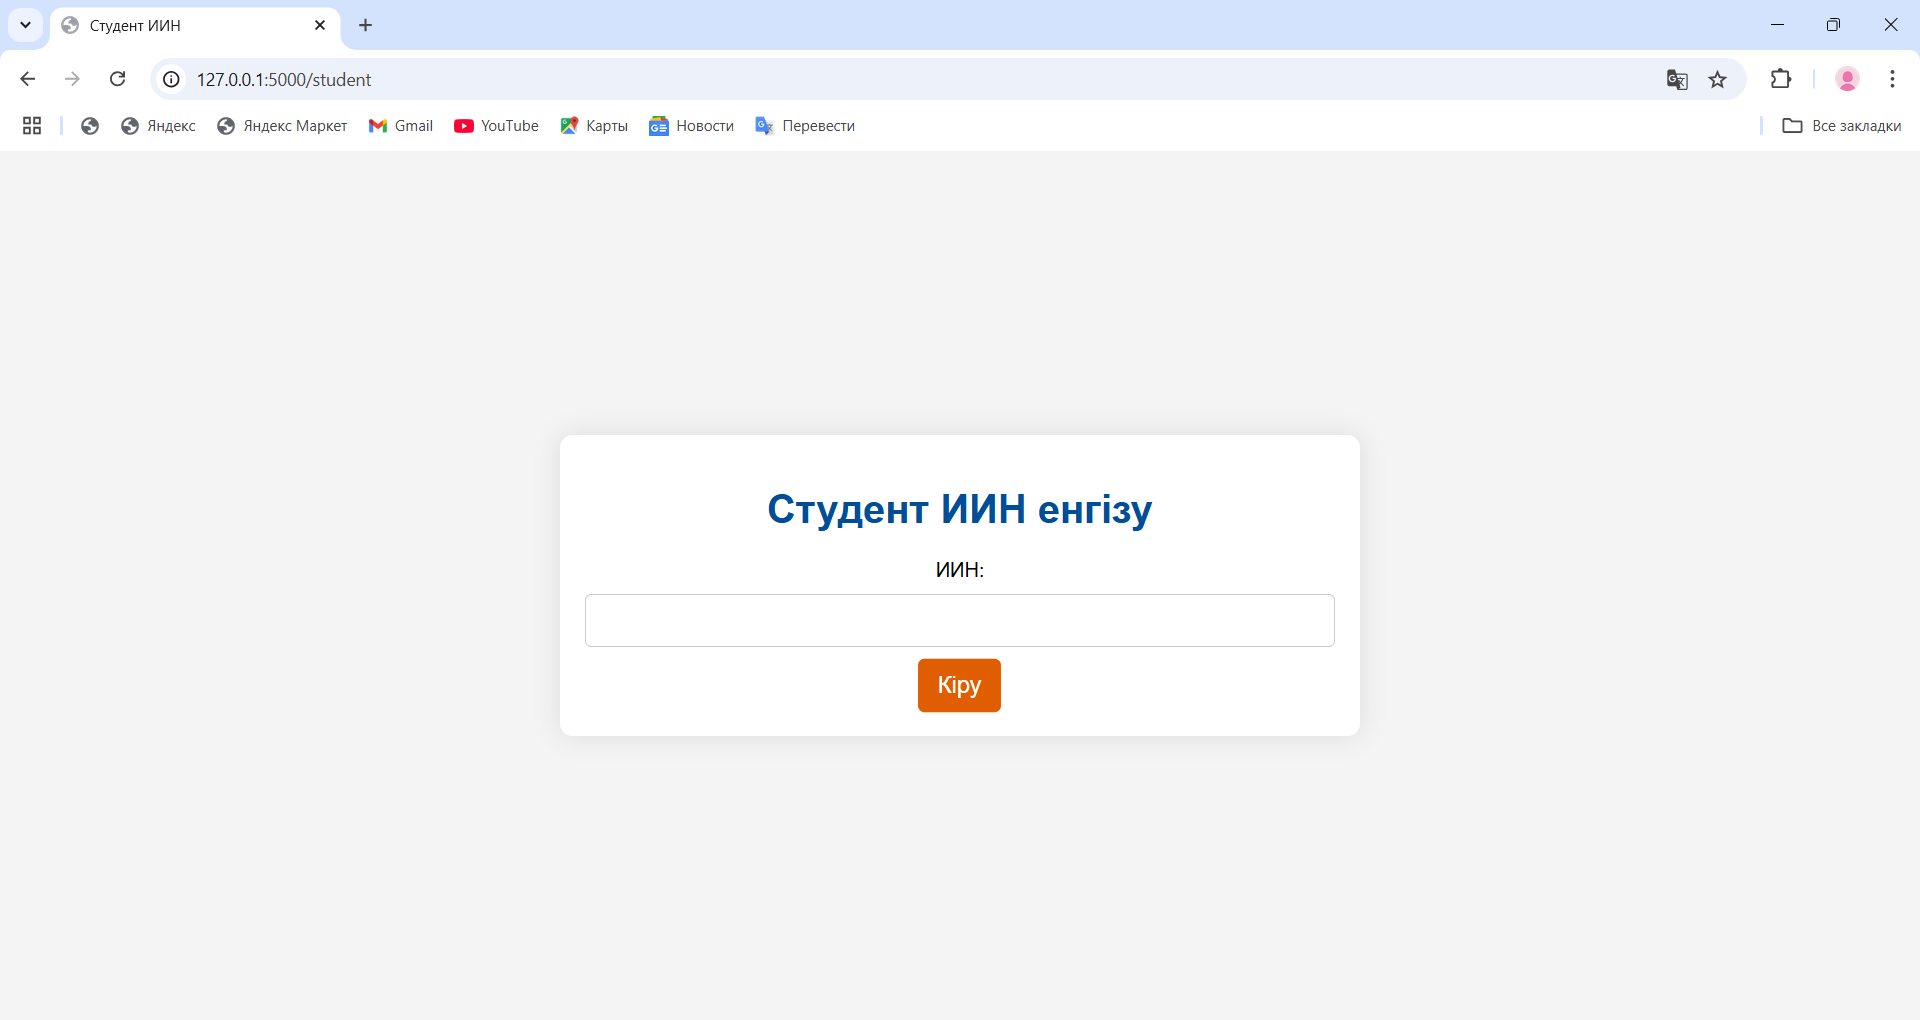 Студент ИИН
127.0.0.1:5000/student
Яндекс
Яндекс Маркет
Gmail
YouTube
Карты
Новости
Перевести
Все закладки
Студент ИИН енгізу
ИИН:
Кіру